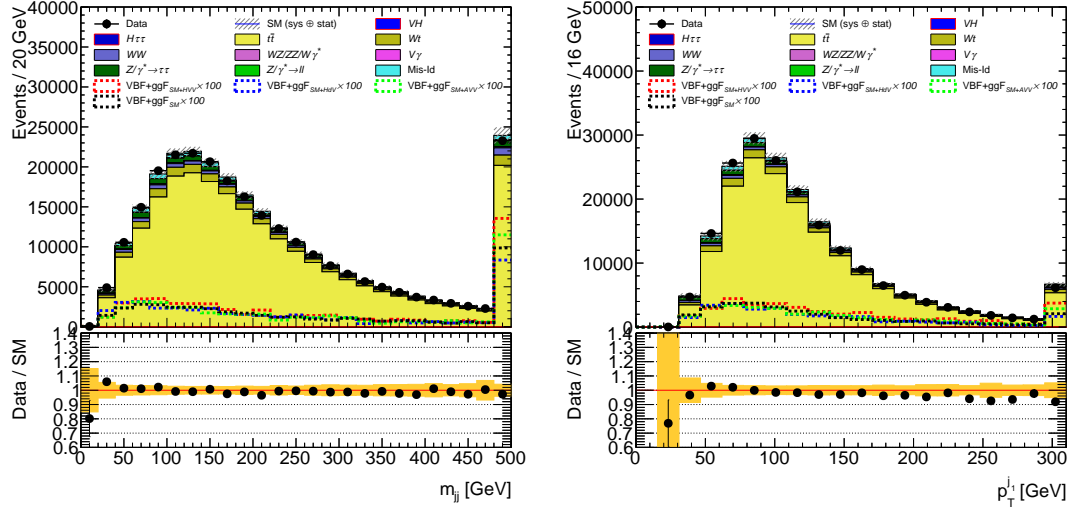 Events / 20 GeV
40000
35000
30000
25000
20000
15000
10000
5000
0
Data
SM (sys ⊕ stat)
VH
Hττ
tt̄
Wt
WW
WZ/ZZ/Wγ*
Vγ
Z/γ*→ττ
Z/γ*→ll
Mis-Id
VBF+ggF_SM+HVV×100
VBF+ggF_SM+HdV×100
VBF+ggF_SM+AVV×100
VBF+ggF_SM×100
Data / SM
1.4
1.3
1.2
1.1
1
0.9
0.8
0.7
0.6
0 50 100 150 200 250 300 350 400 450 500
m_jj [GeV]
Events / 16 GeV
50000
40000
30000
20000
10000
0
Data
SM (sys ⊕ stat)
VH
Hττ
tt̄
Wt
WW
WZ/ZZ/Wγ*
Vγ
Z/γ*→ττ
Z/γ*→ll
Mis-Id
VBF+ggF_SM+HVV×100
VBF+ggF_SM+HdV×100
VBF+ggF_SM+AVV×100
VBF+ggF_SM×100
Data / SM
1.4
1.3
1.2
1.1
1
0.9
0.8
0.7
0.6
0 50 100 150 200 250 300
p_T^j₁ [GeV]